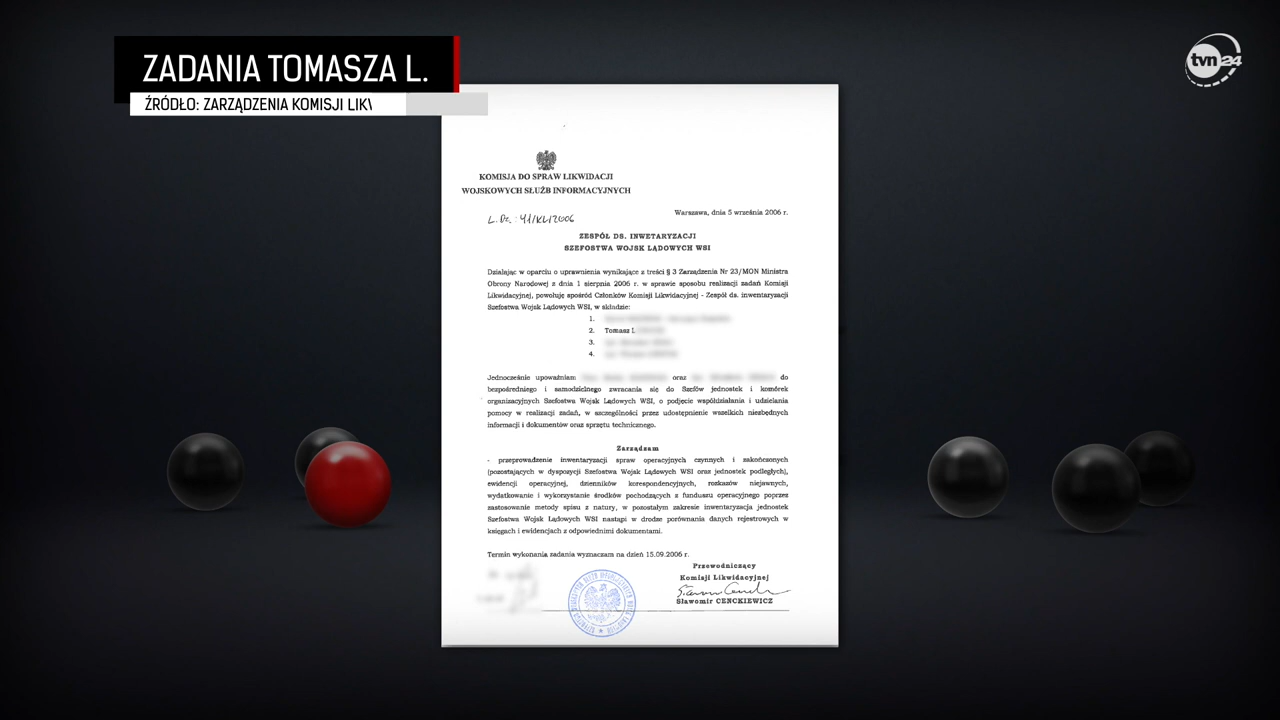 ZADANIA TOMASZA L.
ŹRÓDŁO: ZARZĄDZENIA KOMISJI
tvn24
KOMISJA DO SPRAW LIKWIDACJI
WOJSKOWYCH SŁUŻB INFORMACYJNYCH
L. Dz. : 41/KL/2006
Warszawa, dnia 5 września 2006 r.
ZESPÓŁ DS. INWETARYZACJI
SZEFOSTWA WOJSK LĄDOWYCH WSI
Działając w oparciu o uprawnienia wynikające z treści § 3 Zarządzenia Nr 23/MON Ministra
Obrony Narodowej z dnia 1 sierpnia 2006 r. w sprawie sposobu realizacji zadań Komisji
Likwidacyjnej, powołuję spośród Członków Komisji Likwidacyjnej - Zespół ds. inwentaryzacji
Szefostwa Wojsk Lądowych WSI, w składzie:
1.
2. Tomasz L
3.
4.
Jednocześnie upoważniam: oraz do
bezpośredniego i samodzielnego zwracania się do Szefów jednostek i komórek
organizacyjnych Szefostwa Wojsk Lądowych WSI, o podjęcie współdziałania i udzielania
pomocy w realizacji zadań, w szczególności przez udostępnienie wszelkich niezbędnych
informacji i dokumentów oraz sprzętu technicznego.
Zarządzam
- przeprowadzenie inwentaryzacji spraw operacyjnych czynnych i zakończonych
(pozostających w dyspozycji Szefostwa Wojsk Lądowych WSI oraz jednostek podległych),
ewidencji operacyjnej, dzienników korespondencyjnych, rozkazów niejawnych,
wydatkowanie i wykorzystanie środków pochodzących z funduszu operacyjnego poprzez
zastosowanie metody spisu z natury, w pozostałym zakresie inwentaryzacja jednostek
Szefostwa Wojsk Lądowych WSI nastąpi w drodze porównania danych rejestrowych w
księgach i ewidencjach z odpowiednimi dokumentami.
Termin wykonania zadania wyznaczam na dzień 15.09.2006 r.
Przewodniczący
Komisji Likwidacyjnej
Sławomir CENCKIEWICZ